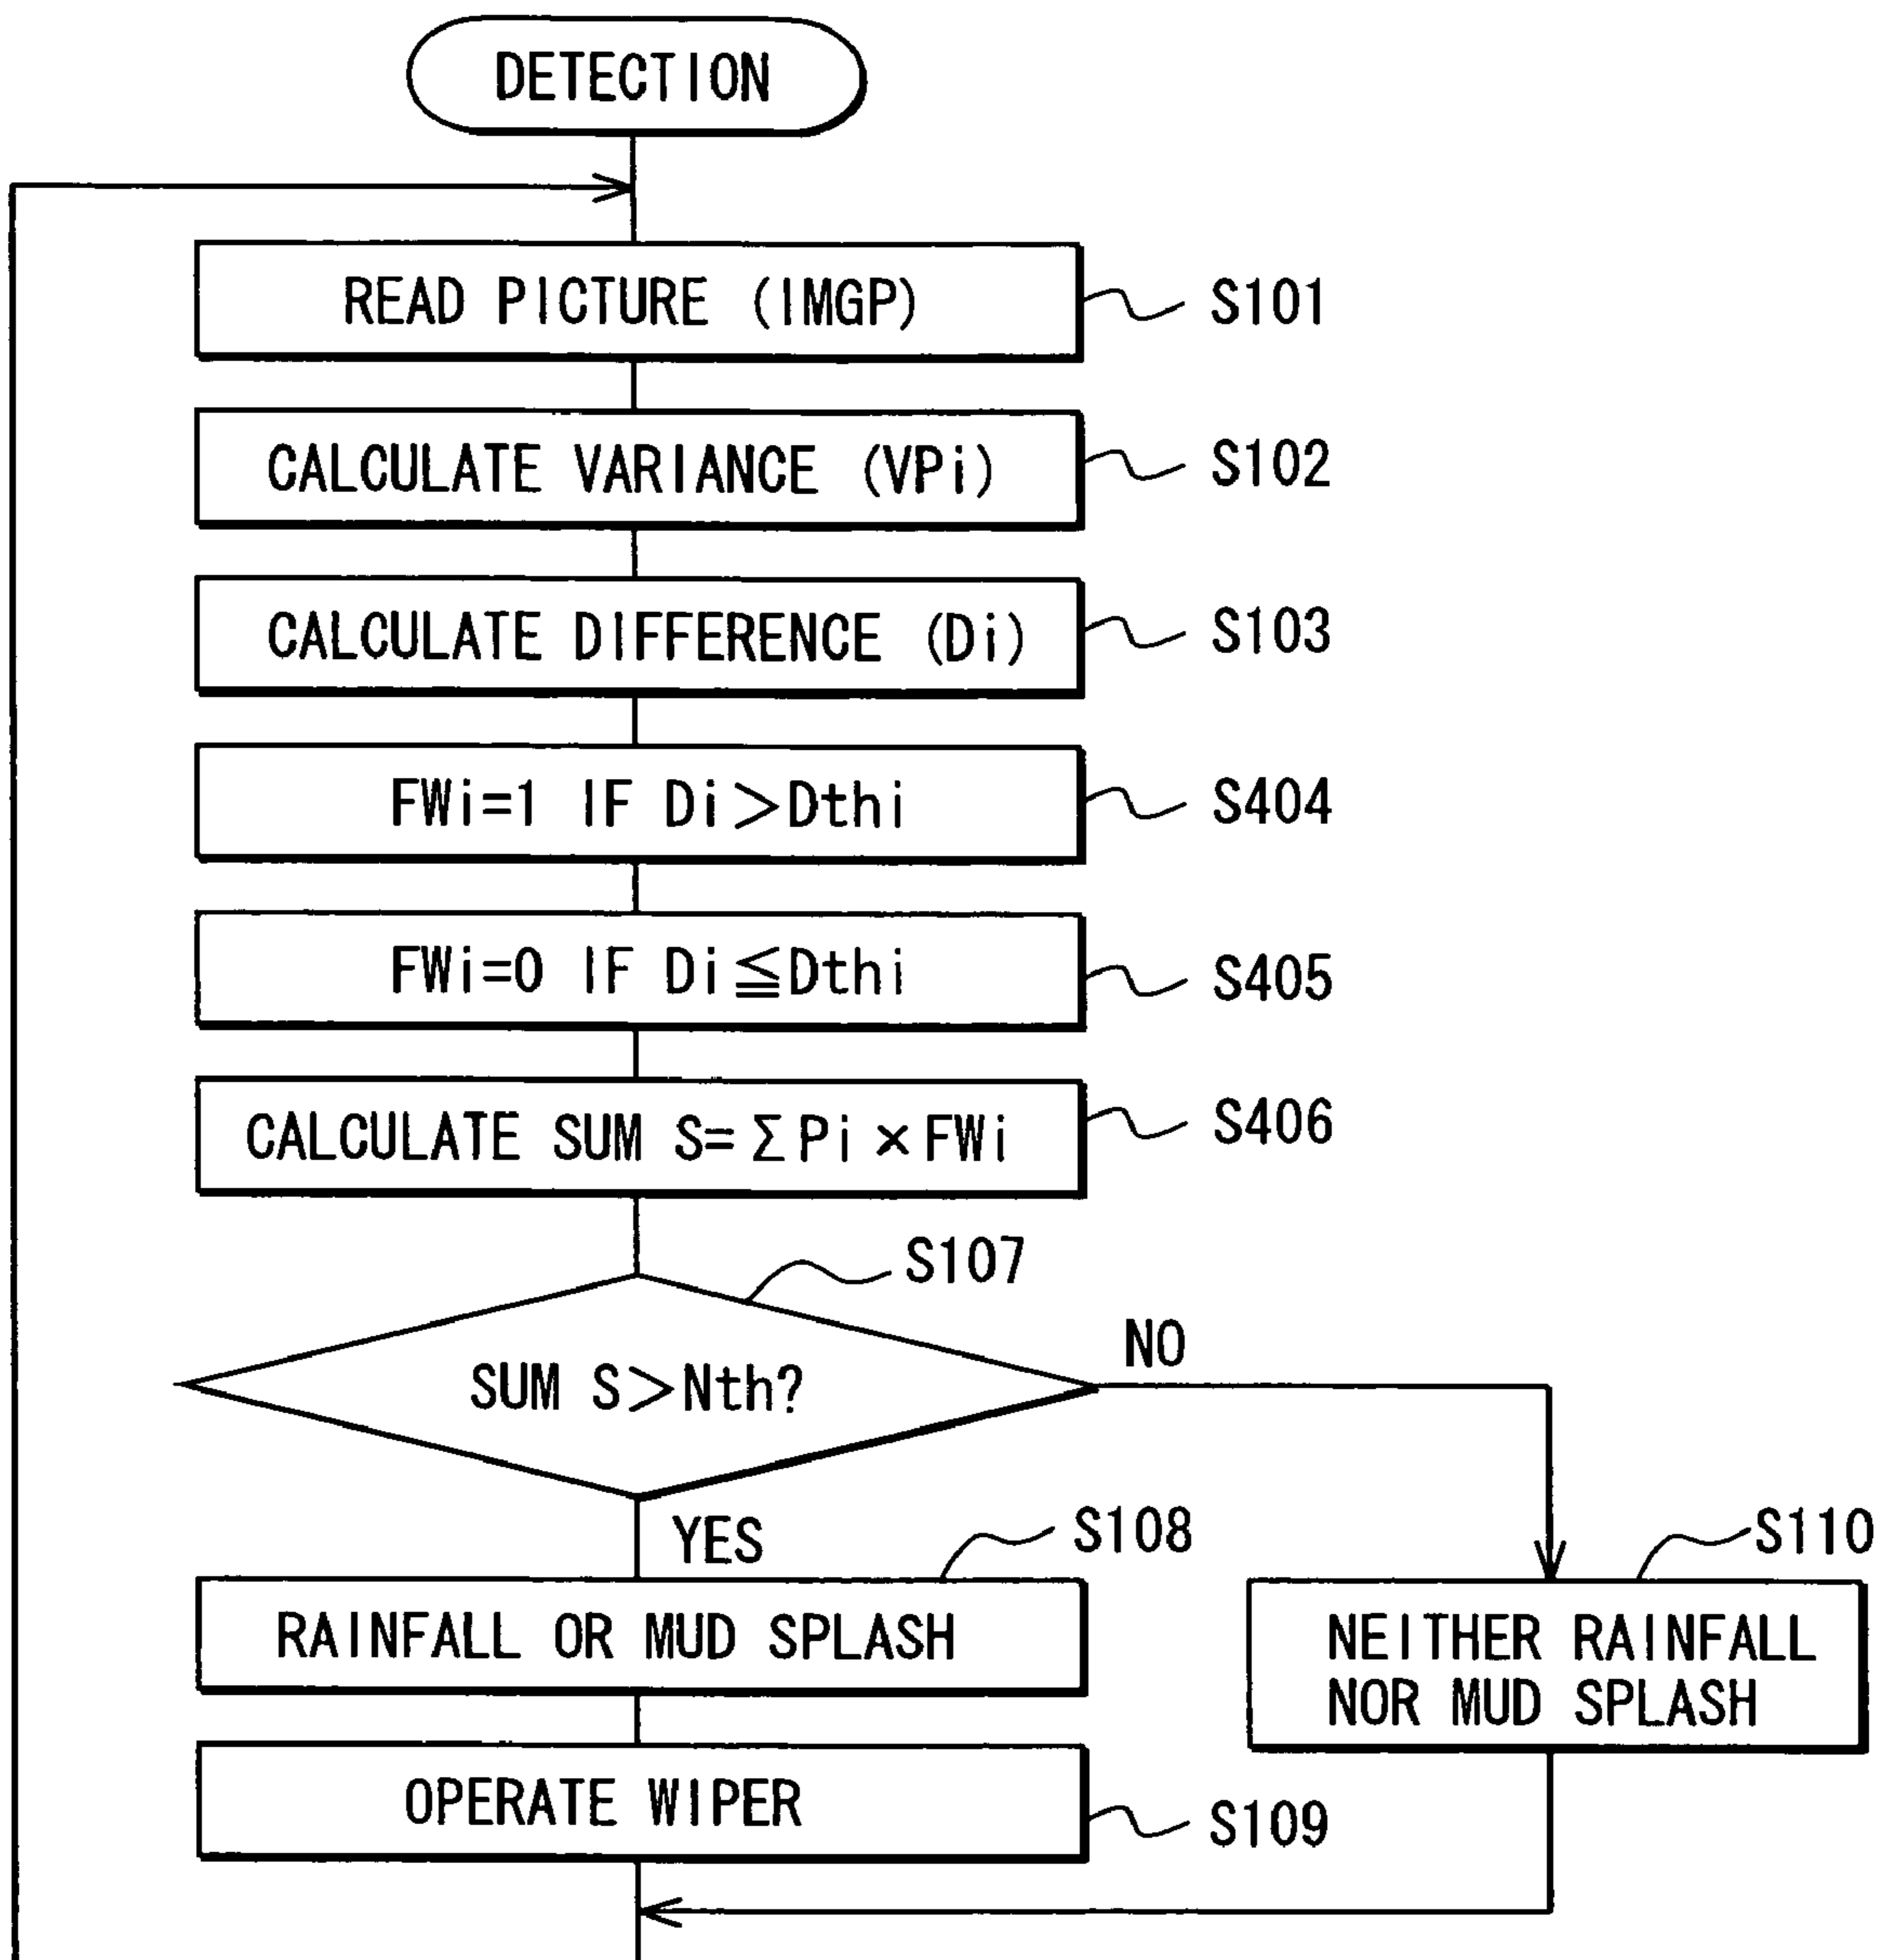 DETECTION
READ PICTURE (IMGP)
S101
CALCULATE VARIANCE (VPi)
S102
CALCULATE DIFFERENCE (Di)
S103
FWi=1 IF Di>Dthi
S404
FWi=0 IF Di≦Dthi
S405
CALCULATE SUM S=ΣPi×FWi
S406
S107
SUM S>Nth?
NO
YES
S108
S110
RAINFALL OR MUD SPLASH
NEITHER RAINFALL
NOR MUD SPLASH
OPERATE WIPER
S109